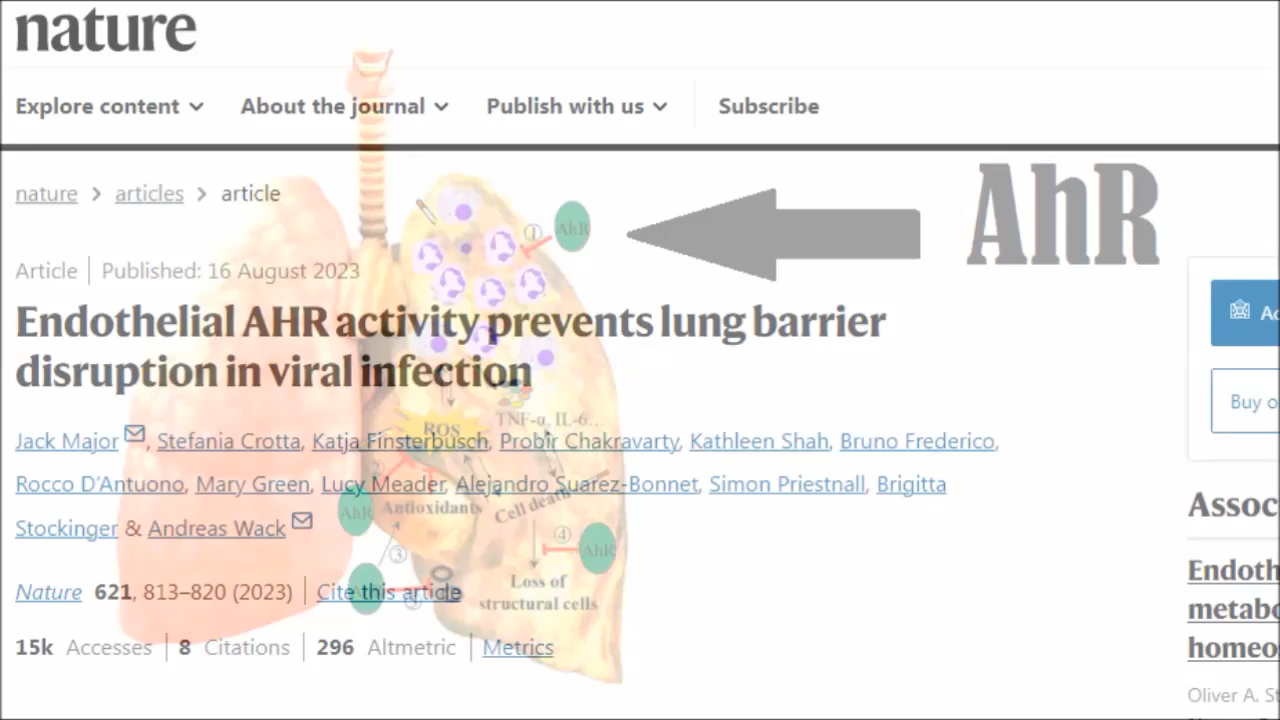 nature
Explore content
About the journal
Publish with us
Subscribe
nature > articles > article
AhR
Article | Published: 16 August 2023
AhR
①
Endothelial AHR activity prevents lung barrier
disruption in viral infection
Ac
Buy o
ROS
TNF-α, IL-6...
Jack Major, Stefania Crotta, Katja Finsterbusch, Probir Chakravarty, Kathleen Shah, Bruno Frederico,
Rocco D'Antuono, Mary Green, Lucy Meader, Alejandro Suarez-Bonnet, Simon Priestnall, Brigitta
Stockinger & Andreas Wack
AhR
Antioxidants
Cell death
③
④
AhR
Loss of
structural cells
Nature 621, 813–820 (2023) | Cite this article
15k Accesses | 8 Citations | 296 Altmetric | Metrics
Assoc
Endoth
metabo
homeo
Oliver A. St